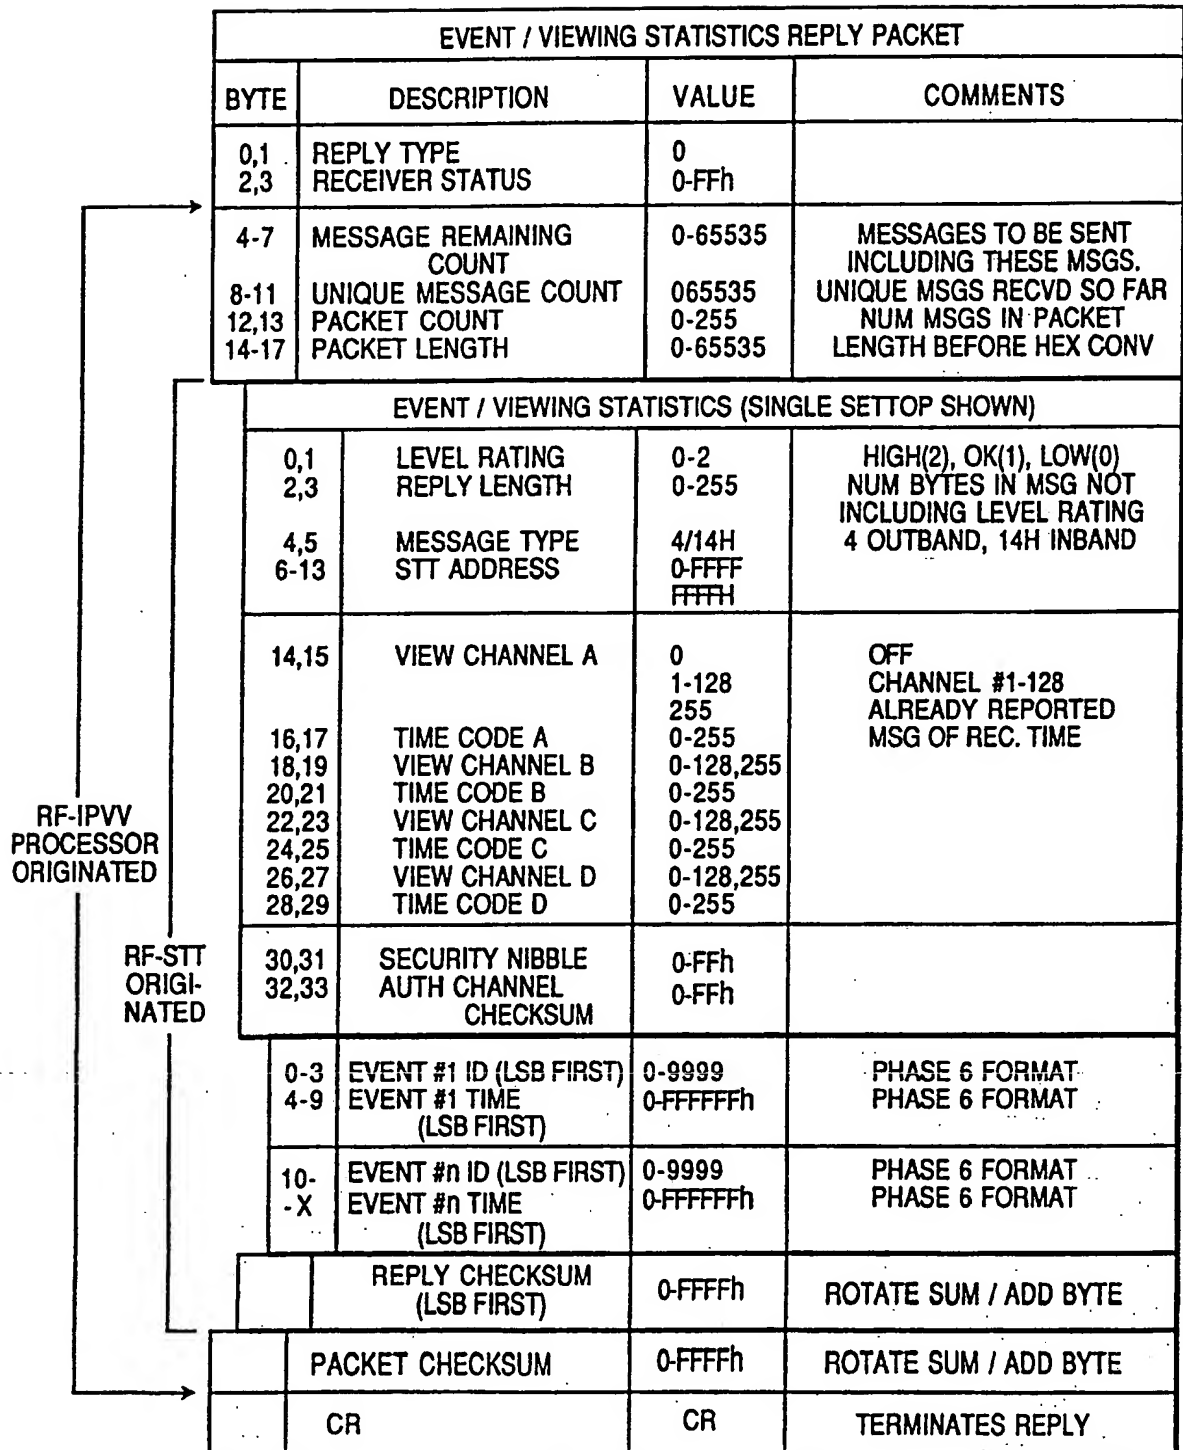 EVENT / VIEWING STATISTICS REPLY PACKET
BYTE DESCRIPTION VALUE COMMENTS
0,1 REPLY TYPE 0
2,3 RECEIVER STATUS 0-FFh
4-7 MESSAGE REMAINING 0-65535 MESSAGES TO BE SENT
COUNT INCLUDING THESE MSGS.
8-11 UNIQUE MESSAGE COUNT 065535 UNIQUE MSGS RECVD SO FAR
12,13 PACKET COUNT 0-255 NUM MSGS IN PACKET
14-17 PACKET LENGTH 0-65535 LENGTH BEFORE HEX CONV
EVENT / VIEWING STATISTICS (SINGLE SETTOP SHOWN)
0,1 LEVEL RATING 0-2 HIGH(2), OK(1), LOW(0)
2,3 REPLY LENGTH 0-255 NUM BYTES IN MSG NOT
INCLUDING LEVEL RATING
4,5 MESSAGE TYPE 4/14H 4 OUTBAND, 14H INBAND
6-13 STT ADDRESS 0-FFFF
FFFFH
14,15 VIEW CHANNEL A 0 OFF
1-128 CHANNEL #1-128
255 ALREADY REPORTED
16,17 TIME CODE A 0-255 MSG OF REC. TIME
18,19 VIEW CHANNEL B 0-128,255
20,21 TIME CODE B 0-255
22,23 VIEW CHANNEL C 0-128,255
24,25 TIME CODE C 0-255
26,27 VIEW CHANNEL D 0-128,255
28,29 TIME CODE D 0-255
RF-IPVV
PROCESSOR
ORIGINATED
30,31 SECURITY NIBBLE 0-FFh
32,33 AUTH CHANNEL 0-FFh
CHECKSUM
RF-STT
ORIGI-
NATED
0-3 EVENT #1 ID (LSB FIRST) 0-9999 PHASE 6 FORMAT
4-9 EVENT #1 TIME 0-FFFFFFh PHASE 6 FORMAT
(LSB FIRST)
10- EVENT #n ID (LSB FIRST) 0-9999 PHASE 6 FORMAT
-X EVENT #n TIME 0-FFFFFFh PHASE 6 FORMAT
(LSB FIRST)
REPLY CHECKSUM 0-FFFFh ROTATE SUM / ADD BYTE
(LSB FIRST)
PACKET CHECKSUM 0-FFFFh ROTATE SUM / ADD BYTE
CR CR TERMINATES REPLY